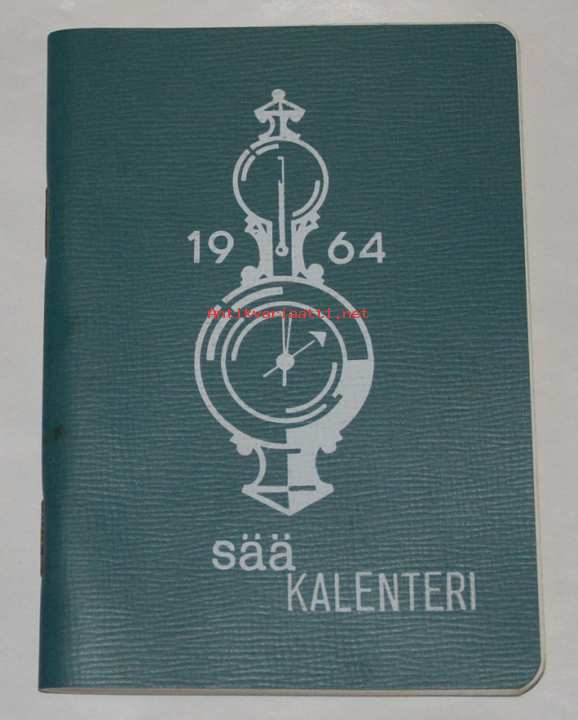 19 64
Antikvariaatti.net
sää
KALENTERI